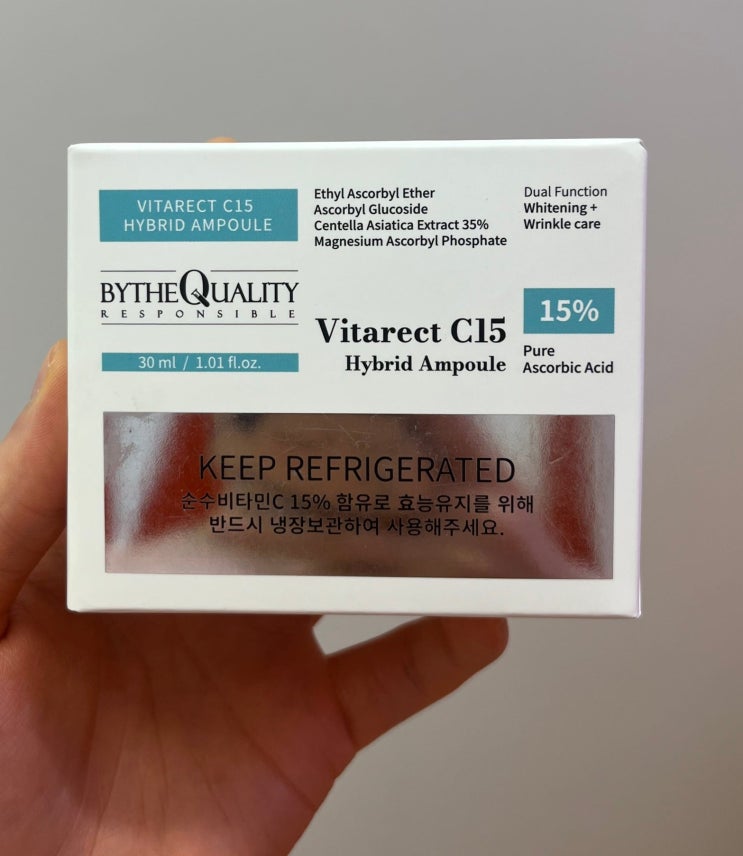 VITARECT C15
HYBRID AMPOULE
Ethyl Ascorbyl Ether
Ascorbyl Glucoside
Centella Asiatica Extract 35%
Magnesium Ascorbyl Phosphate
Dual Function
Whitening +
Wrinkle care
BYTHEQUALITY
RESPONSIBLE
30 ml / 1.01 fl.oz.
Vitarect C15
Hybrid Ampoule
15%
Pure
Ascorbic Acid
KEEP REFRIGERATED
순수비타민C 15% 함유로 효능유지를 위해
반드시 냉장보관하여 사용해주세요.